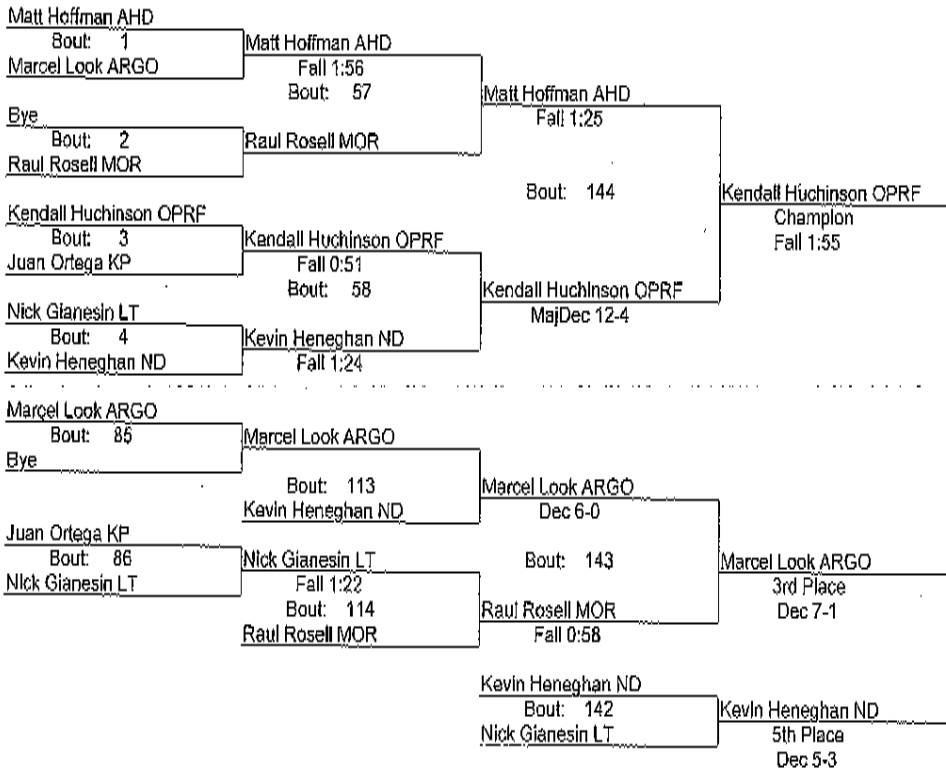 Matt Hoffman AHD
Bout: 1
Marcel Look ARGO
Matt Hoffman AHD
Fall 1:56
Bout: 57
Bye
Bout: 2
Raul Rosell MOR
Raul Rosell MOR
Matt Hoffman AHD
Fall 1:25
Bout: 144
Kendall Huchinson OPRF
Champion
Fall 1:55
Kendall Huchinson OPRF
Bout: 3
Juan Ortega KP
Kendall Huchinson OPRF
Fall 0:51
Bout: 58
Kendall Huchinson OPRF
MajDec 12-4
Nick Gianesin LT
Bout: 4
Kevin Heneghan ND
Kevin Heneghan ND
Fall 1:24
Marcel Look ARGO
Bout: 85
Bye
Marcel Look ARGO
Bout: 113
Kevin Heneghan ND
Marcel Look ARGO
Dec 6-0
Juan Ortega KP
Bout: 86
Nick Gianesin LT
Nick Gianesin LT
Fall 1:22
Bout: 114
Raul Rosell MOR
Bout: 143
Raul Rosell MOR
Fall 0:58
Marcel Look ARGO
3rd Place
Dec 7-1
Kevin Heneghan ND
Bout: 142
Nick Gianesin LT
Kevin Heneghan ND
5th Place
Dec 5-3